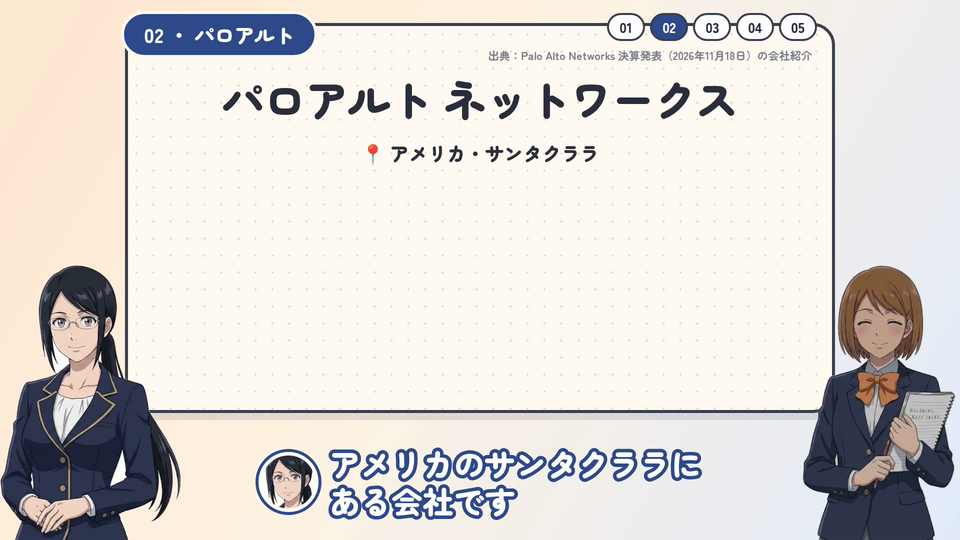 02 ・ パロアルト
01 02 03 04 05
出典：Palo Alto Networks 決算発表（2026年11月18日）の会社紹介
パロアルト ネットワークス
📍 アメリカ・サンタクララ
アメリカのサンタクララに
ある会社です